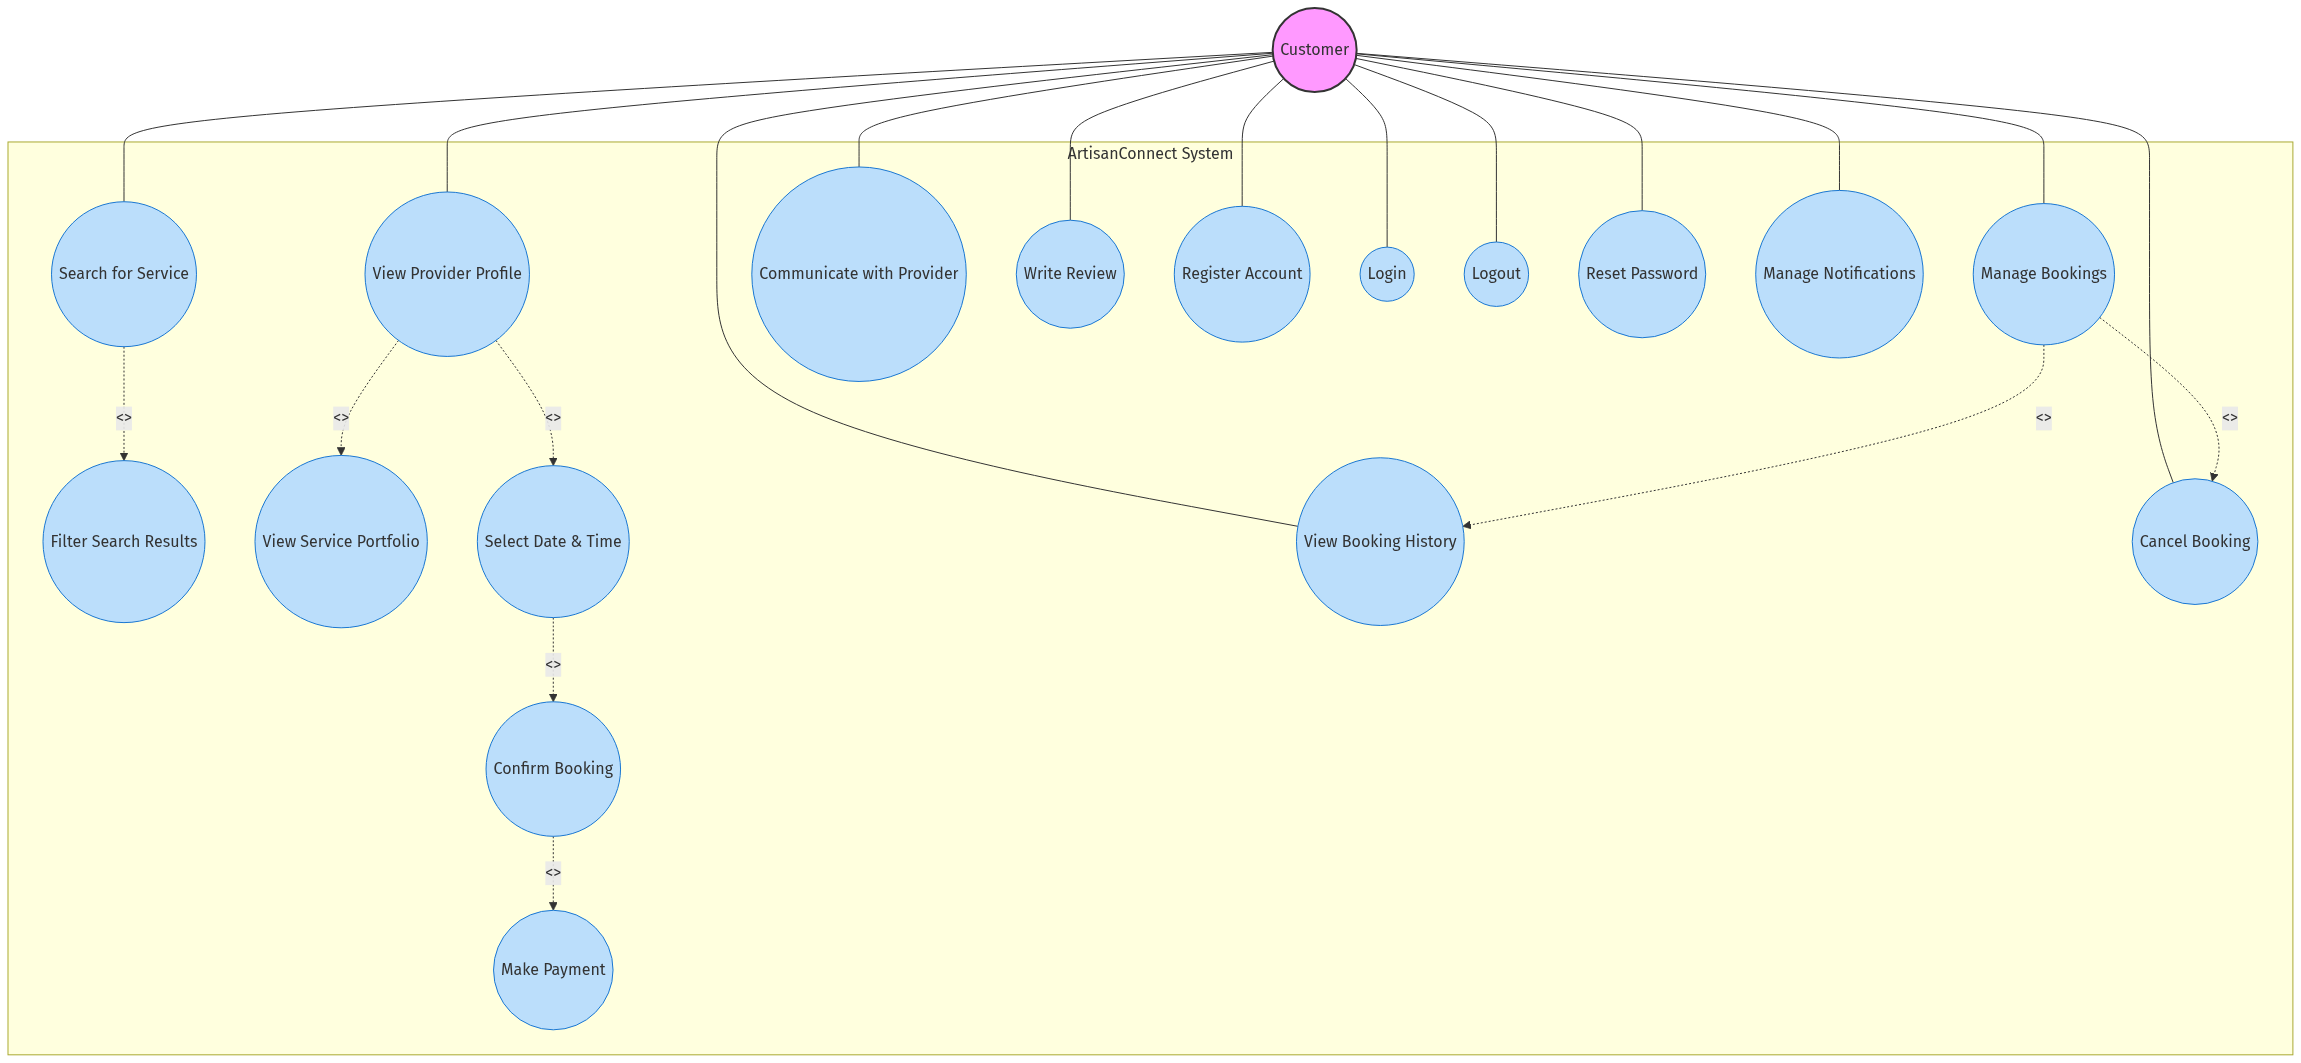 Customer
ArtisanConnect System
Search for Service
View Provider Profile
Communicate with Provider
Write Review
Register Account
Login
Logout
Reset Password
Manage Notifications
Manage Bookings
<>
<>
<>
<>
<>
Filter Search Results
View Service Portfolio
Select Date & Time
View Booking History
Cancel Booking
<>
Confirm Booking
<>
Make Payment